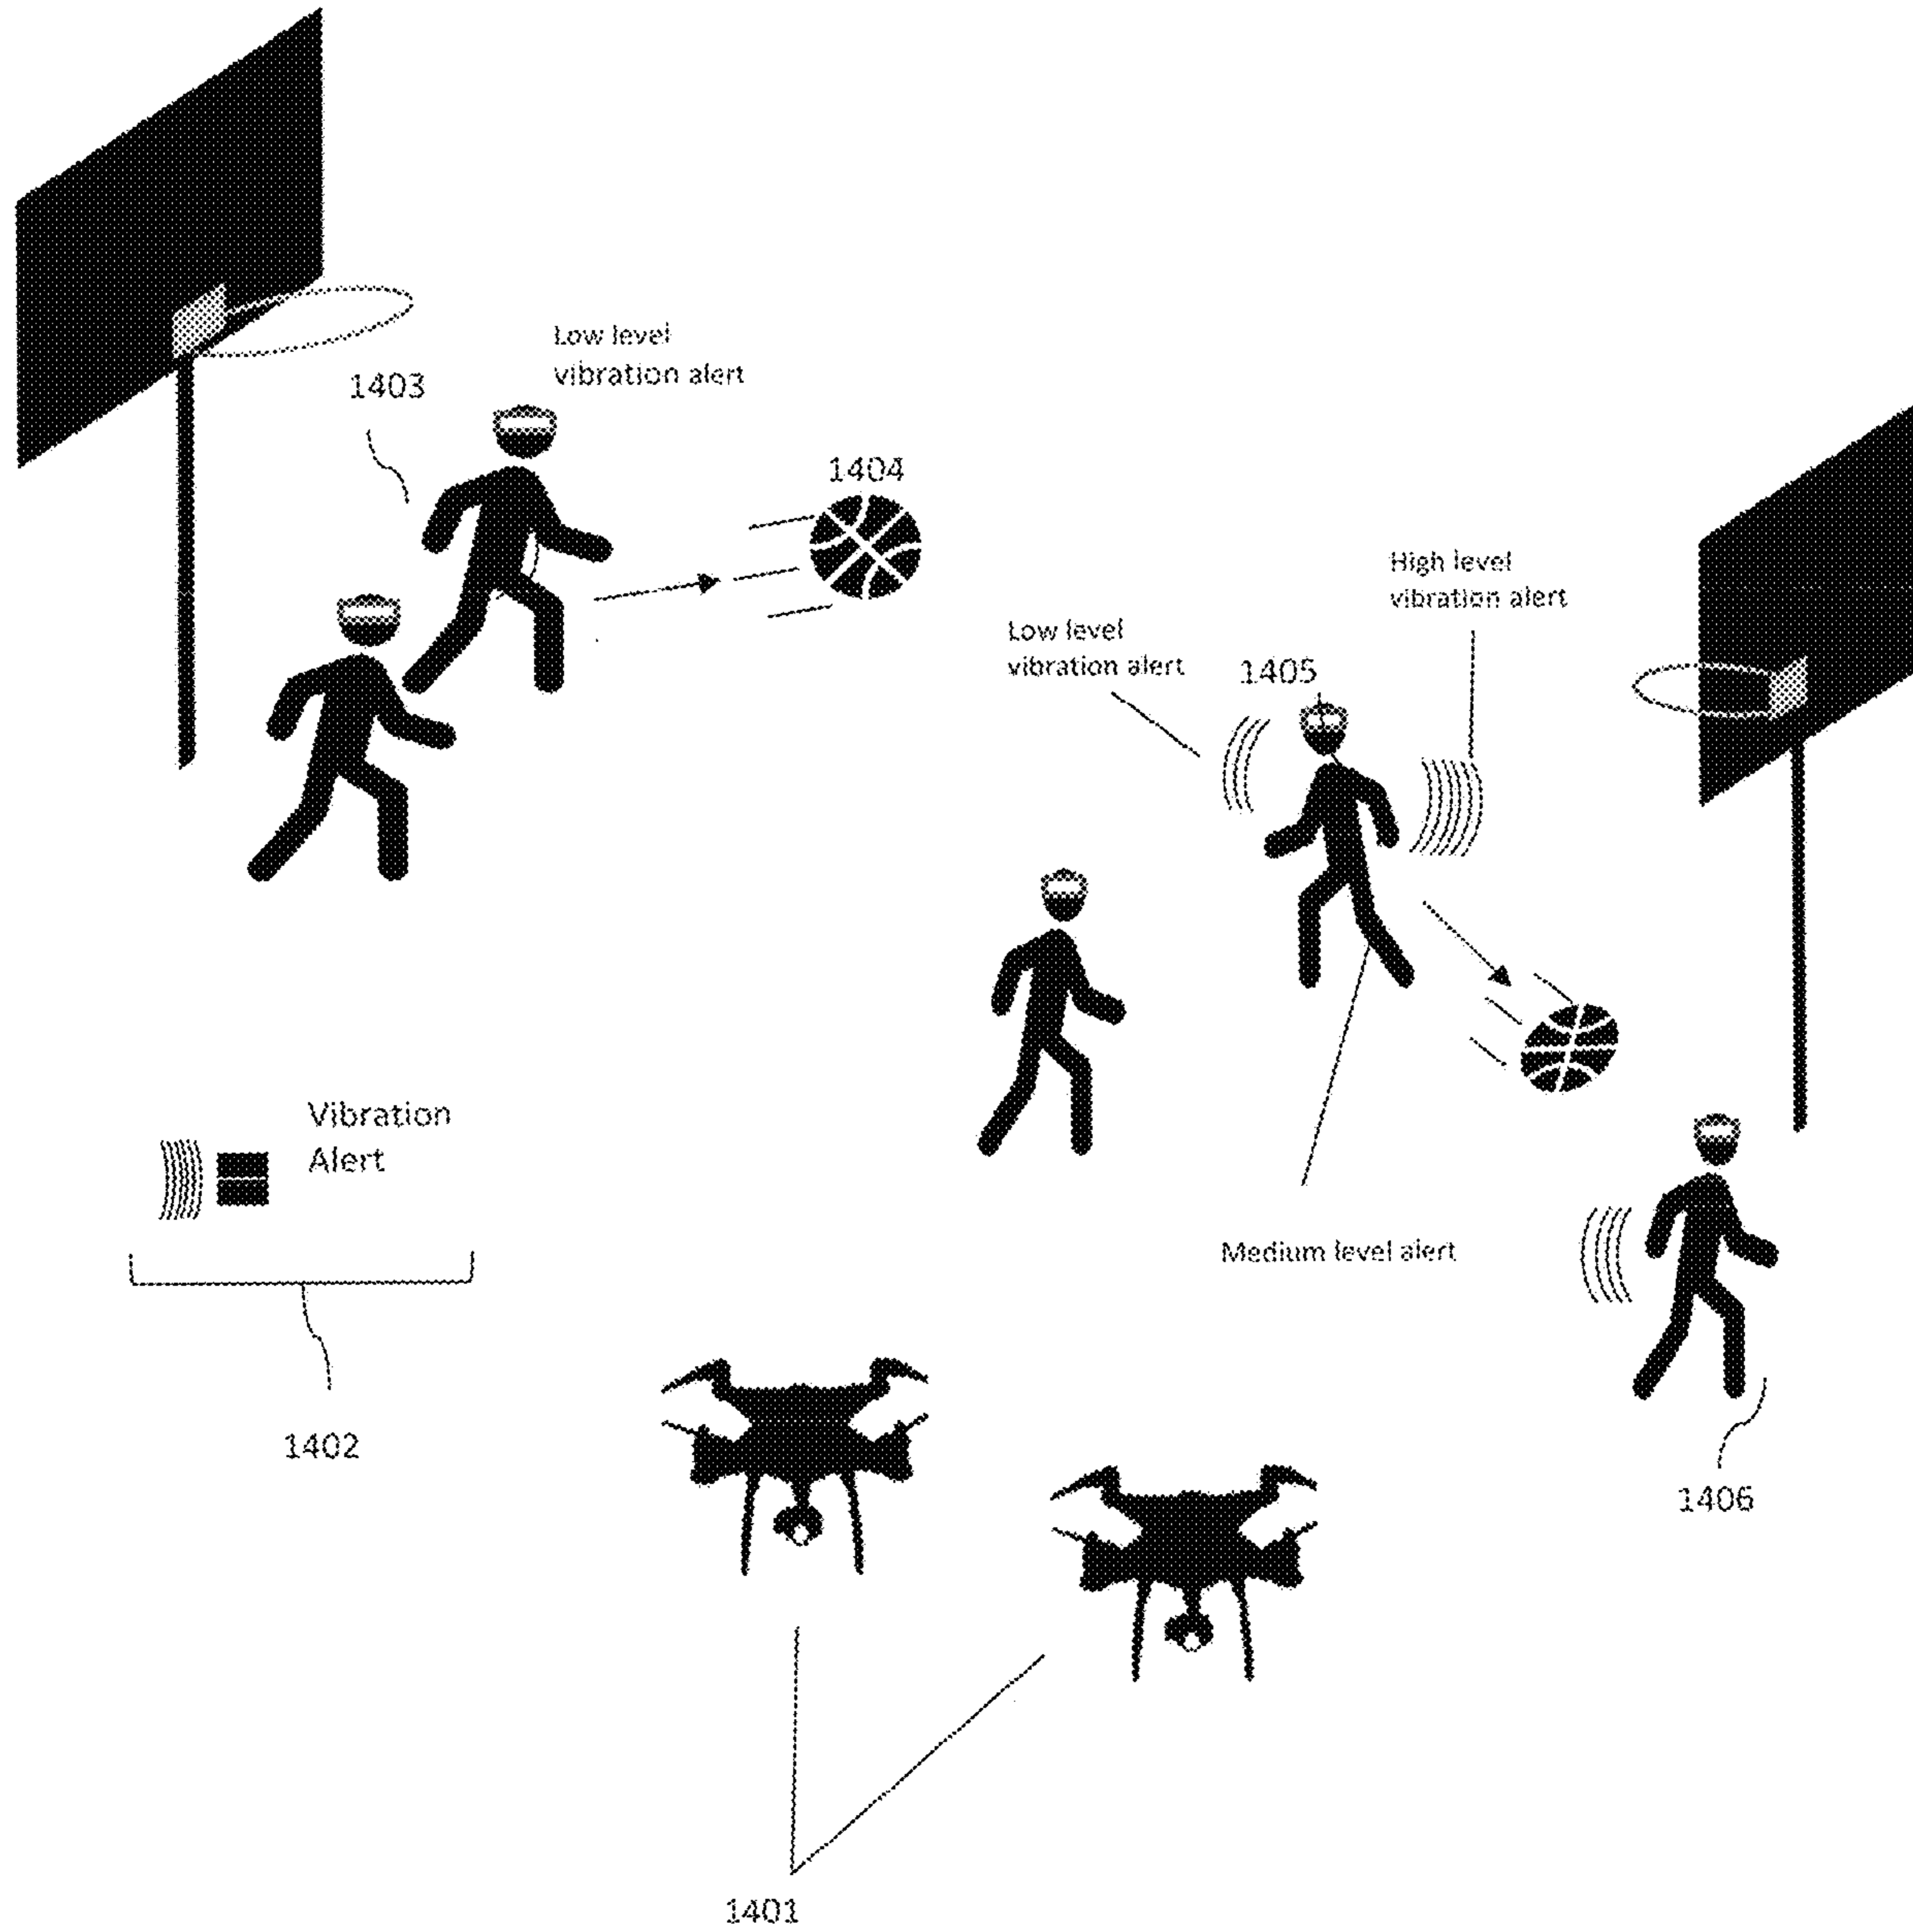 Low level
vibration alert
1403
1404
High level
vibration alert
Low level
vibration alert
1405
Vibration
Alert
Medium level alert
1402
1406
1401